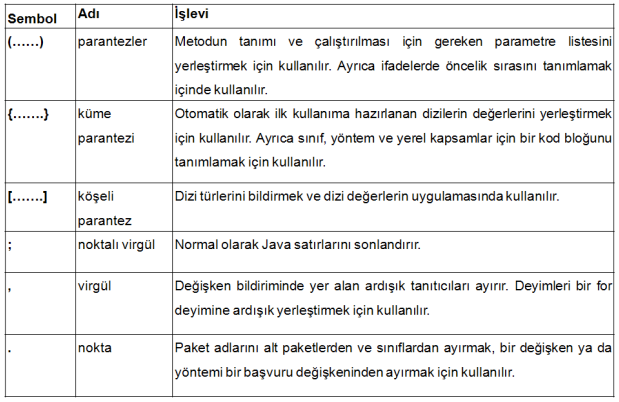 Sembol Adı İşlevi
(……) parantezler Metodun tanımı ve çalıştırılması için gereken parametre listesini
yerleştirmek için kullanılır. Ayrıca ifadelerde öncelik sırasını tanımlamak
içinde kullanılır.
{…….} küme Otomatik olarak ilk kullanıma hazırlanan dizilerin değerlerini yerleştirmek
parantezi için kullanılır. Ayrıca sınıf, yöntem ve yerel kapsamlar için bir kod bloğunu
tanımlamak için kullanılır.
[…….] köşeli Dizi türlerini bildirmek ve dizi değerlerin uygulamasında kullanılır.
parantez
; noktalı virgül Normal olarak Java satırlarını sonlandırır.
, virgül Değişken bildiriminde yer alan ardışık tanıtıcıları ayırır. Deyimleri bir for
deyimine ardışık yerleştirmek için kullanılır.
. nokta Paket adlarını alt paketlerden ve sınıflardan ayırmak, bir değişken ya da
yöntemi bir başvuru değişkeninden ayırmak için kullanılır.